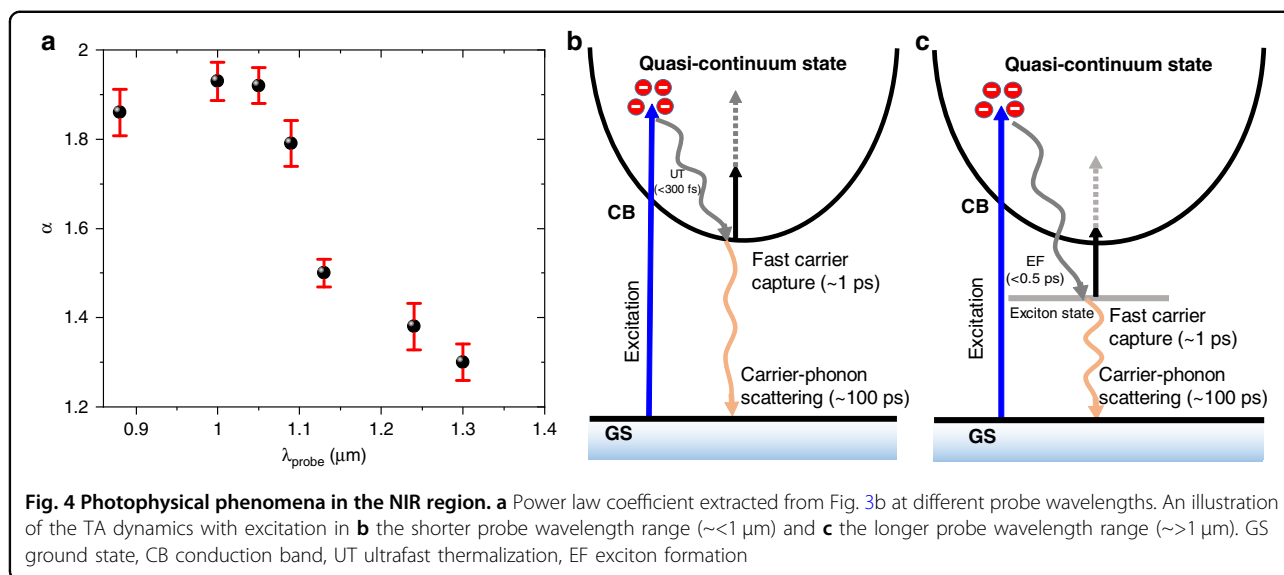 a
2
1.8
1.6
1.4
1.2
α
0.9
1
1.1
1.2
1.3
1.4
λprobe (μm)
b
Quasi-continuum state
UT
(<300 fs)
CB
Excitation
Fast carrier
capture (~1 ps)
Carrier-phonon
scattering (~100 ps)
GS
c
Quasi-continuum state
CB
EF
(<0.5 ps)
Exciton state
Excitation
Fast carrier
capture (~1 ps)
Carrier-phonon
scattering (~100 ps)
GS
Fig. 4 Photophysical phenomena in the NIR region. a Power law coefficient extracted from Fig. 3b at different probe wavelengths. An illustration
of the TA dynamics with excitation in b the shorter probe wavelength range (~<1 μm) and c the longer probe wavelength range (~>1 μm). GS
ground state, CB conduction band, UT ultrafast thermalization, EF exciton formation